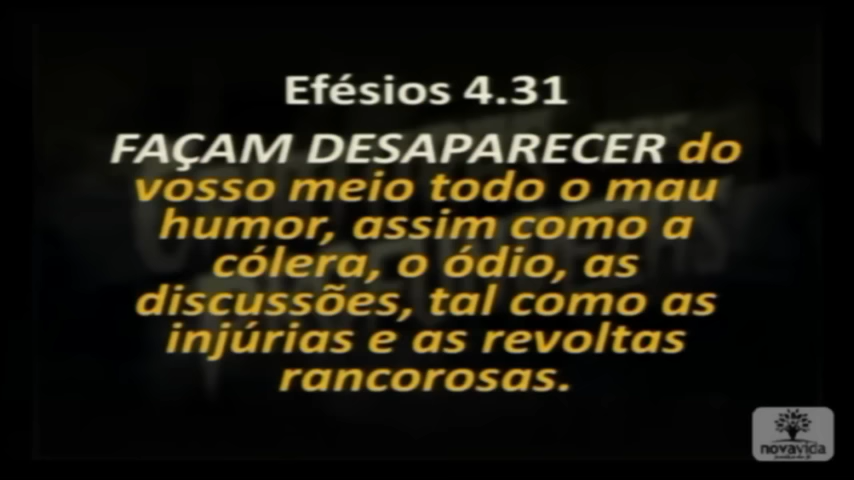 Efésios 4.31
FAÇAM DESAPARECER do
vosso meio todo o mau
humor, assim como a
cólera, o ódio, as
discussões, tal como as
injúrias e as revoltas
rancorosas.
novavida